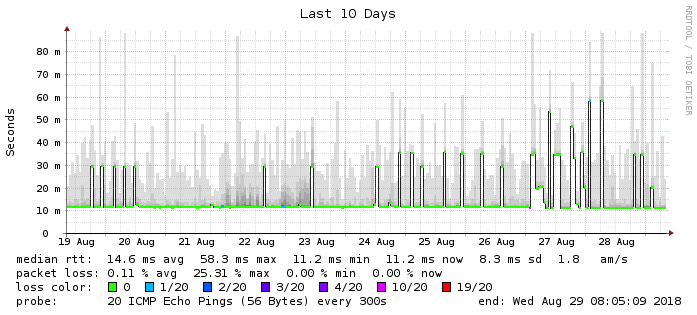 Last 10 Days
RRDTOOL / TOBI OETIKER
Seconds
80 m
70 m
60 m
50 m
40 m
30 m
20 m
10 m
0
19 Aug 20 Aug 21 Aug 22 Aug 23 Aug 24 Aug 25 Aug 26 Aug 27 Aug 28 Aug
median rtt: 14.6 ms avg 58.3 ms max 11.2 ms min 11.2 ms now 8.3 ms sd 1.8 am/s
packet loss: 0.11 % avg 25.31 % max 0.00 % min 0.00 % now
loss color: 0 1/20 2/20 3/20 4/20 10/20 19/20
probe: 20 ICMP Echo Pings (56 Bytes) every 300s end: Wed Aug 29 08:05:09 2018